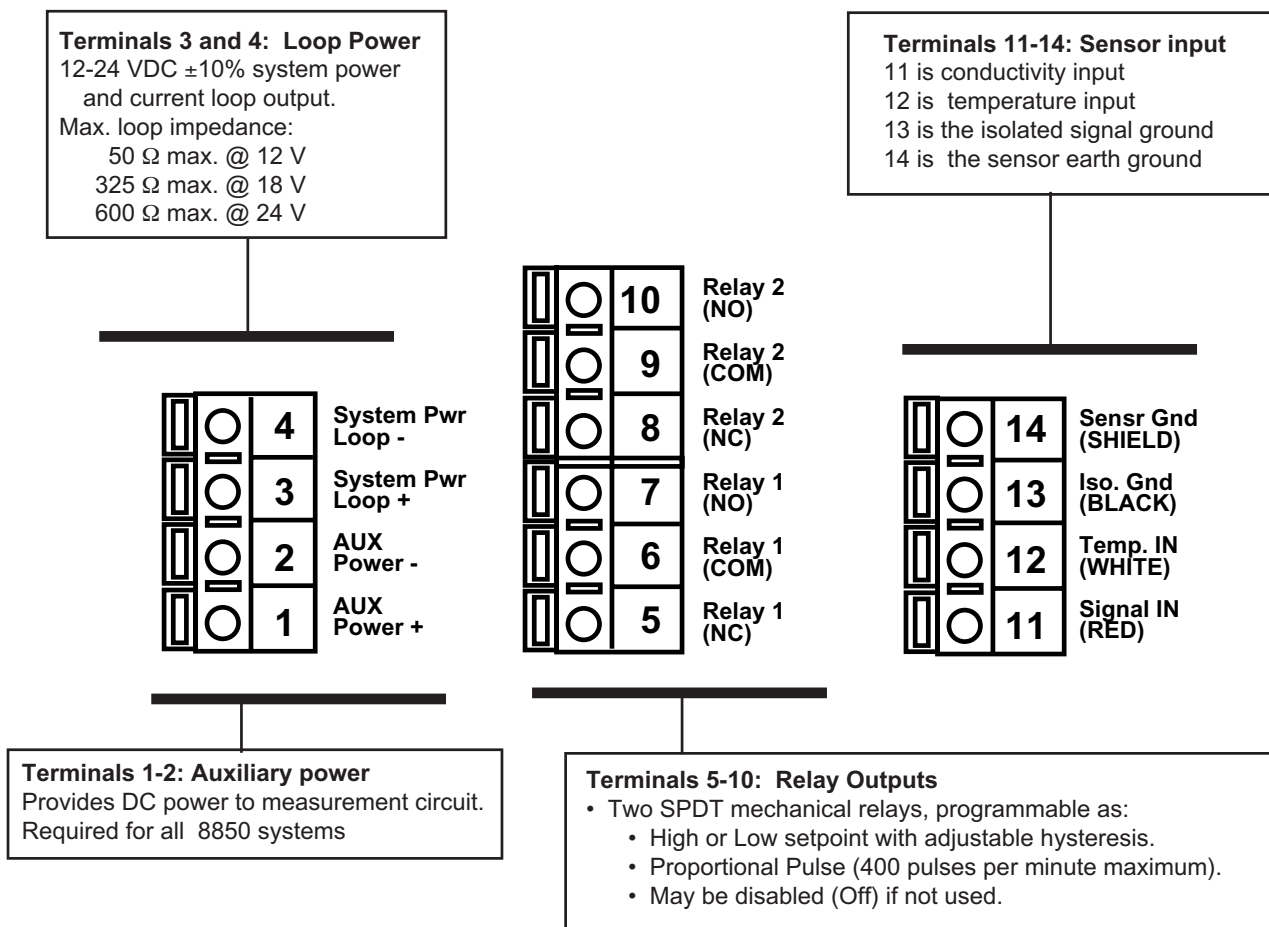 Terminals 3 and 4:  Loop Power
12-24 VDC ±10% system power
and current loop output.
Max. loop impedance:
50 Ω max. @ 12 V
325 Ω max. @ 18 V
600 Ω max. @ 24 V
Terminals 11-14: Sensor input
11 is conductivity input
12 is  temperature input
13 is the isolated signal ground
14 is  the sensor earth ground
4 System Pwr
Loop -
3 System Pwr
Loop +
2 AUX
Power -
1 AUX
Power +
10 Relay 2
(NO)
9 Relay 2
(COM)
8 Relay 2
(NC)
7 Relay 1
(NO)
6 Relay 1
(COM)
5 Relay 1
(NC)
14 Sensr Gnd
(SHIELD)
13 Iso. Gnd
(BLACK)
12 Temp. IN
(WHITE)
11 Signal IN
(RED)
Terminals 1-2: Auxiliary power
Provides DC power to measurement circuit.
Required for all  8850 systems
Terminals 5-10:  Relay Outputs
• Two SPDT mechanical relays, programmable as:
• High or Low setpoint with adjustable hysteresis.
• Proportional Pulse (400 pulses per minute maximum).
• May be disabled (Off) if not used.